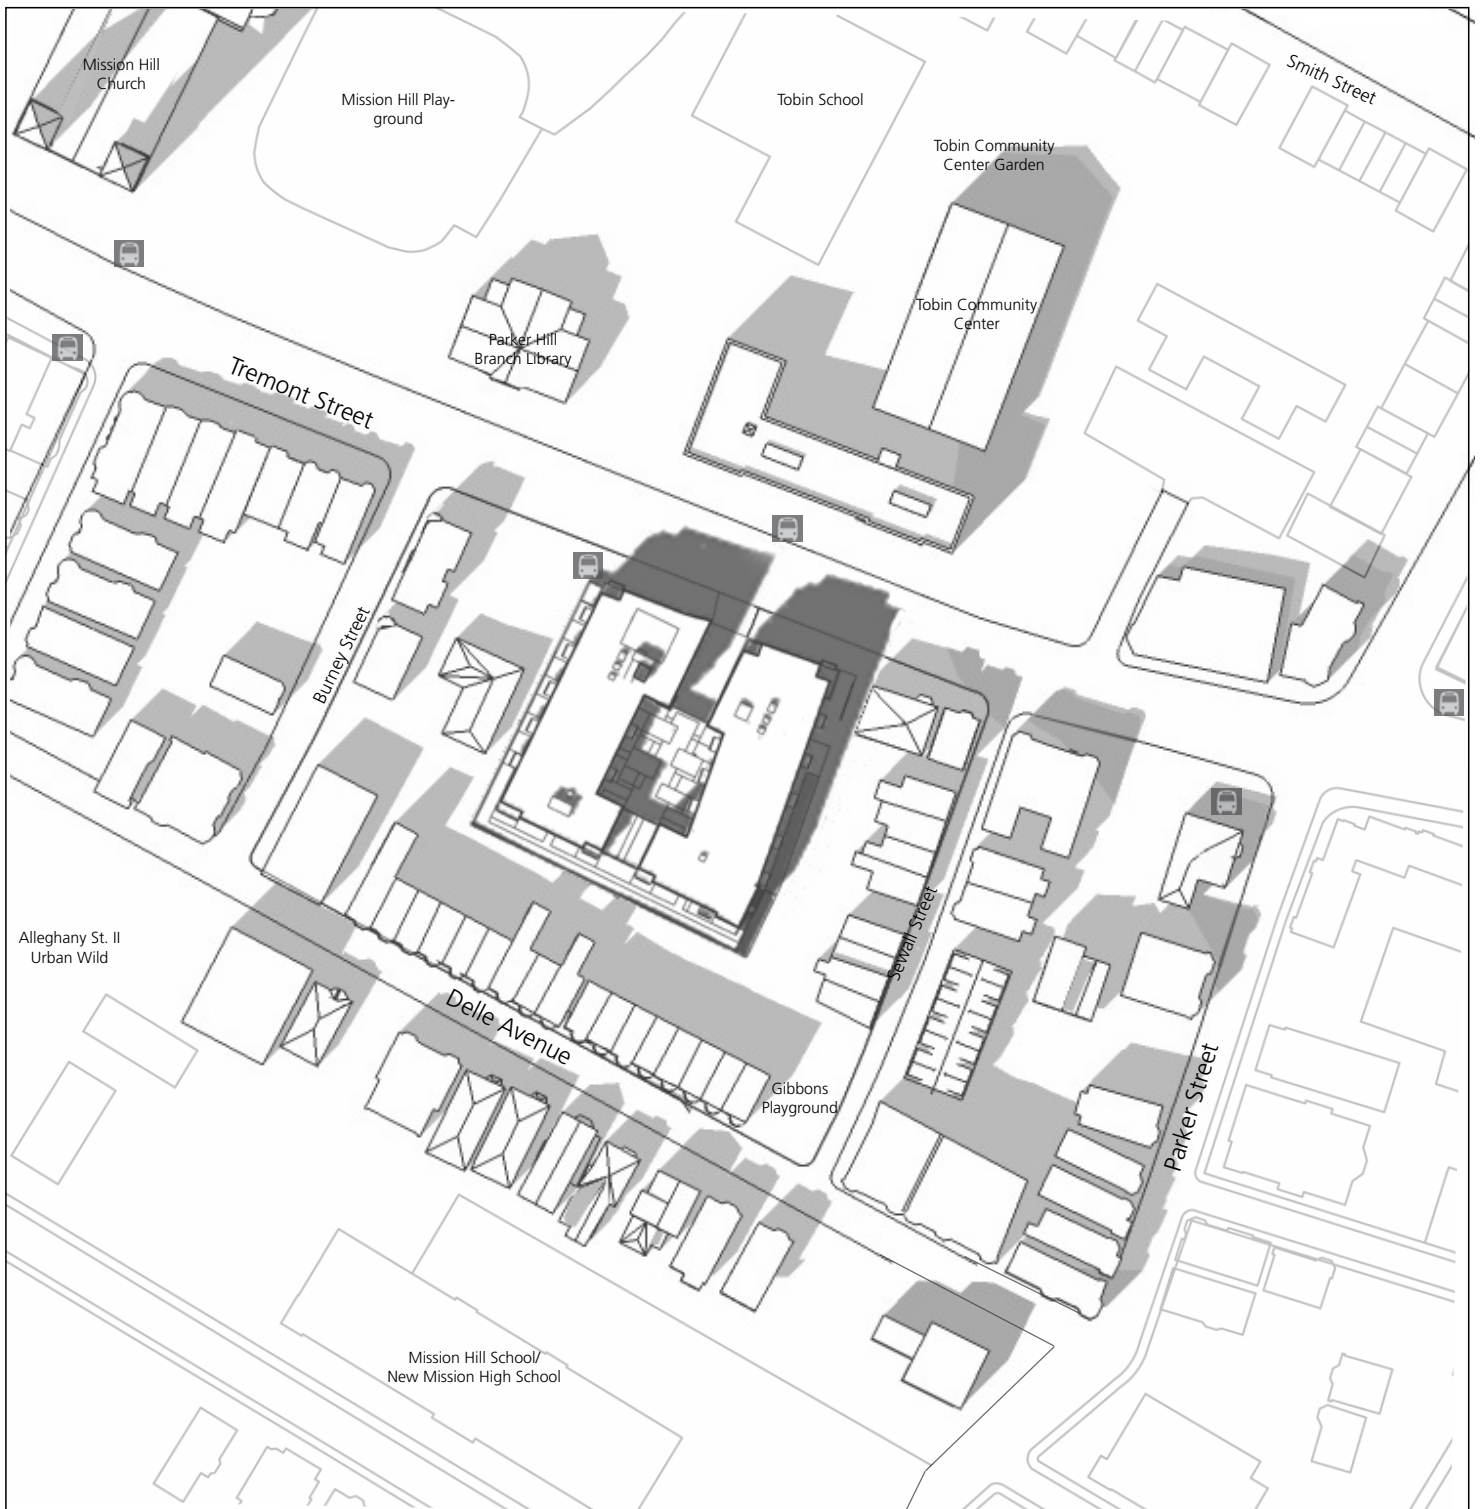 Smith Street
Mission Hill
Church
Mission Hill Play-
ground
Tobin School
Tobin Community
Center Garden
Tobin Community
Center
Parker Hill
Branch Library
Tremont Street
Burney Street
Sewall Street
Alleghany St. II
Urban Wild
Delle Avenue
Gibbons
Playground
Parker Street
Mission Hill School/
New Mission High School